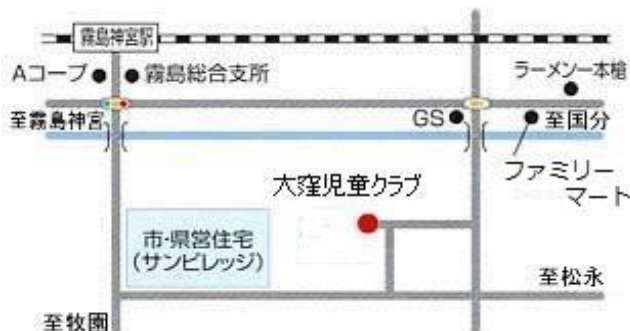 霧島神宮駅
Aコープ
霧島総合支所
ラーメン一本槍
至霧島神宮
GS
至国分
ファミリー
マート
大窪児童クラブ
市・県営住宅
(サンビレッジ)
至松永
至牧園